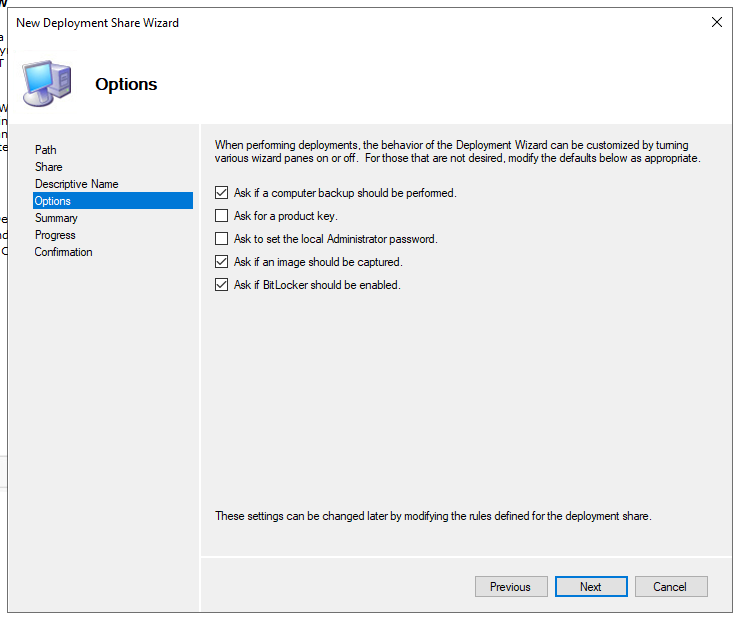 New Deployment Share Wizard
Options
Path
Share
Descriptive Name
Options
Summary
Progress
Confirmation
When performing deployments, the behavior of the Deployment Wizard can be customized by turning
various wizard panes on or off. For those that are not desired, modify the defaults below as appropriate.
Ask if a computer backup should be performed.
Ask for a product key.
Ask to set the local Administrator password.
Ask if an image should be captured.
Ask if BitLocker should be enabled.
These settings can be changed later by modifying the rules defined for the deployment share.
Previous
Next
Cancel